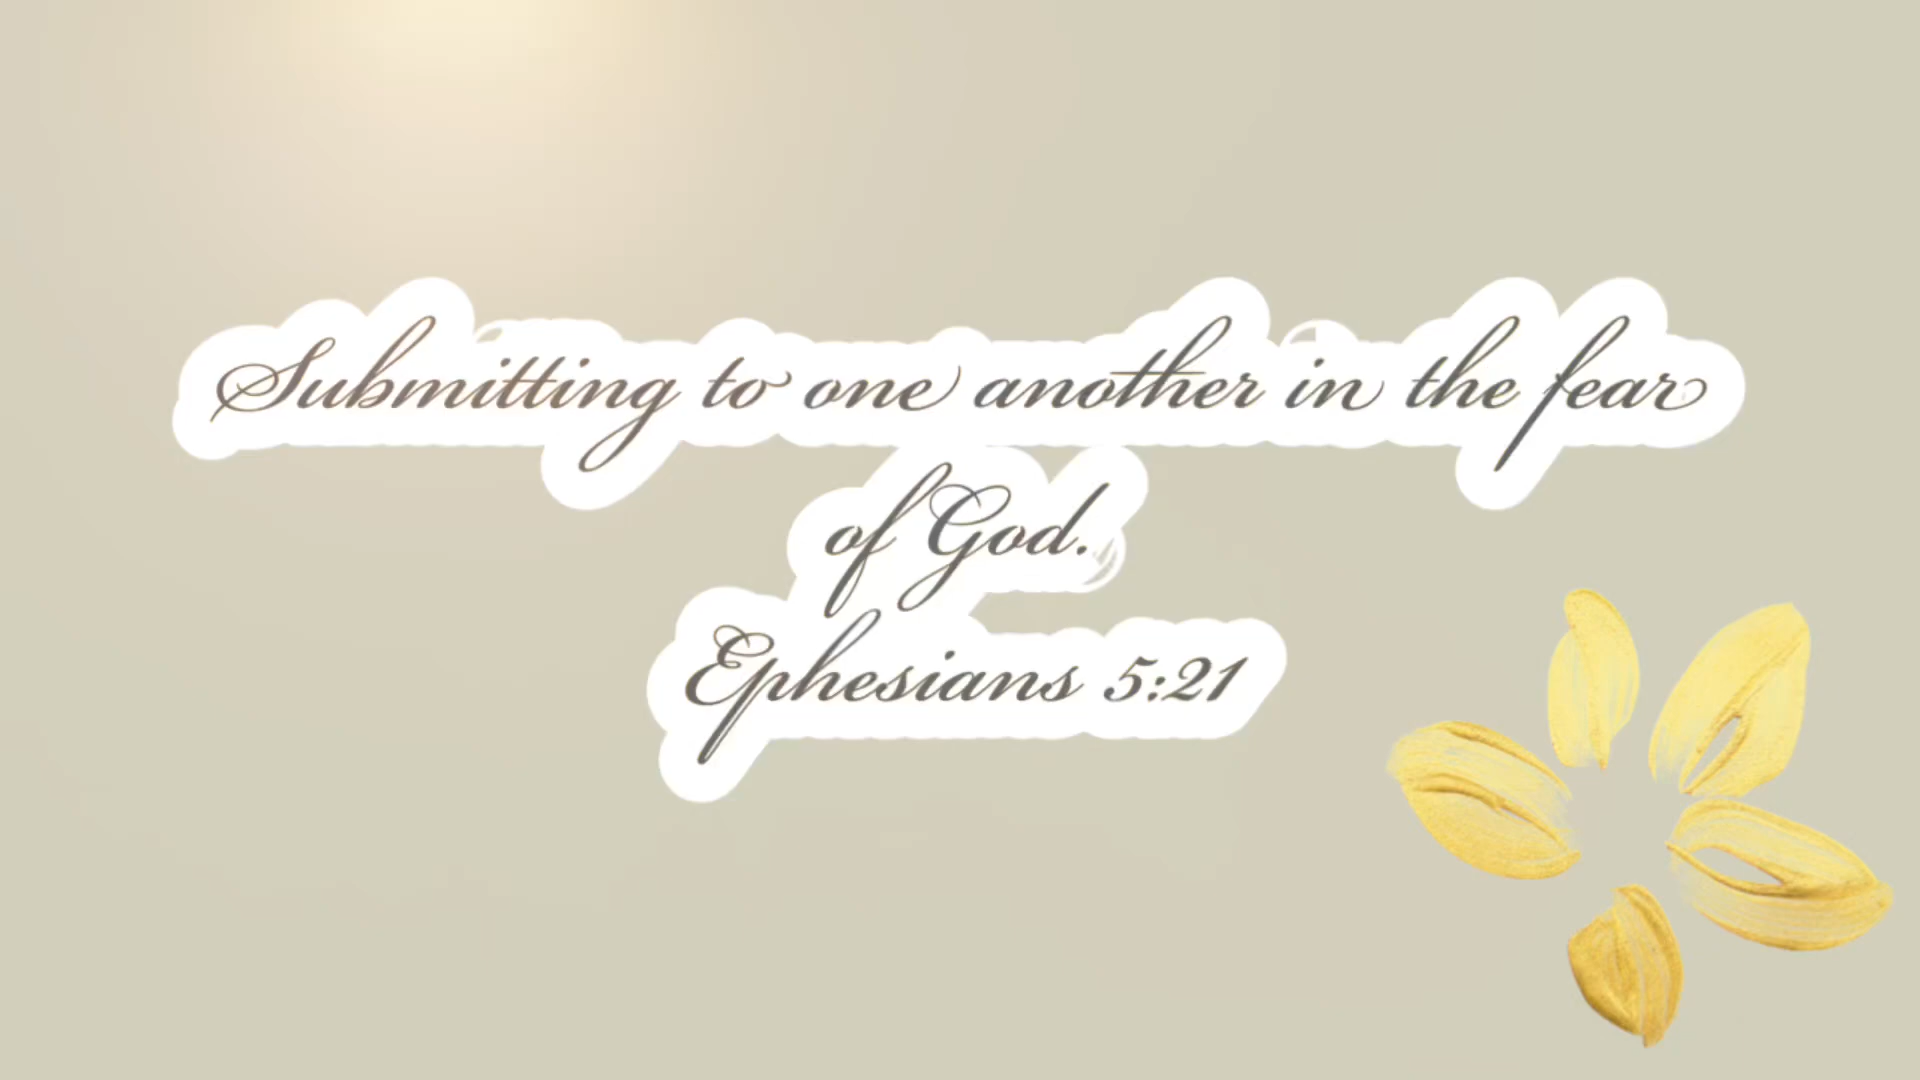 Submitting to one another in the fear
of God.
Ephesians 5:21